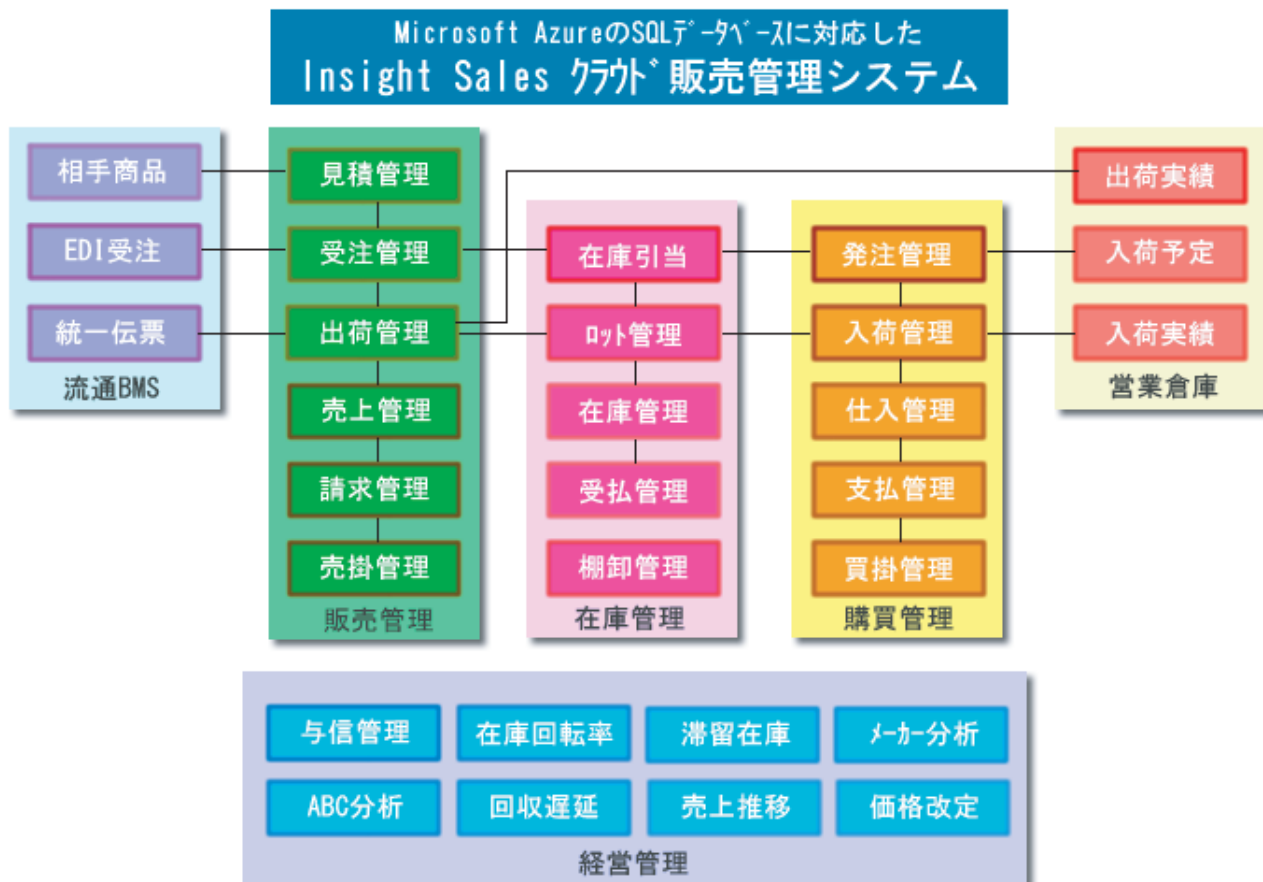 Microsoft AzureのSQLﾃﾞｰﾀﾍﾞｰｽに対応した
Insight Sales ｸﾗｳﾄﾞ販売管理システム
相手商品
EDI受注
統一伝票
流通BMS
見積管理
受注管理
出荷管理
売上管理
請求管理
売掛管理
販売管理
在庫引当
ﾛｯﾄ管理
在庫管理
受払管理
棚卸管理
在庫管理
発注管理
入荷管理
仕入管理
支払管理
買掛管理
購買管理
出荷実績
入荷予定
入荷実績
営業倉庫
与信管理
在庫回転率
滞留在庫
ﾒｰｶｰ分析
ABC分析
回収遅延
売上推移
価格改定
経営管理